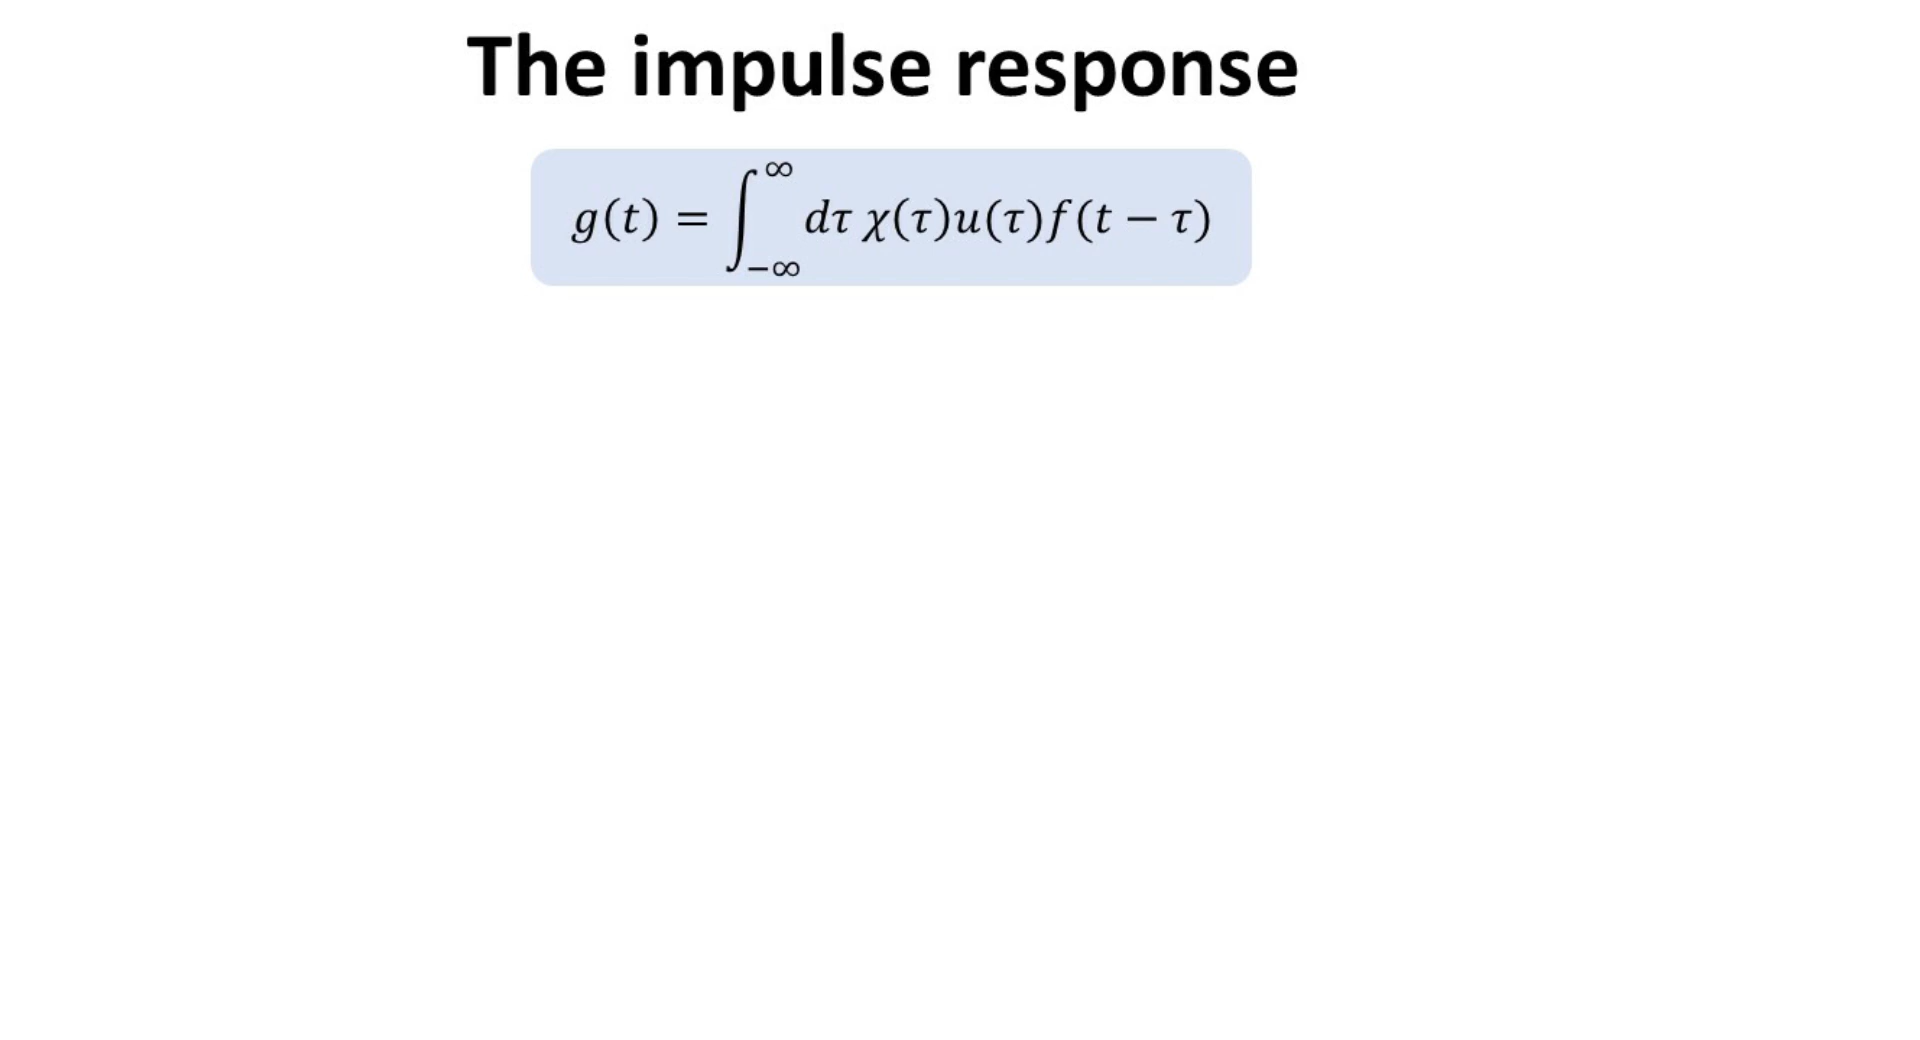 The impulse response
g(t) = ∫_{−∞}^{∞} dτ χ(τ)u(τ)f(t − τ)